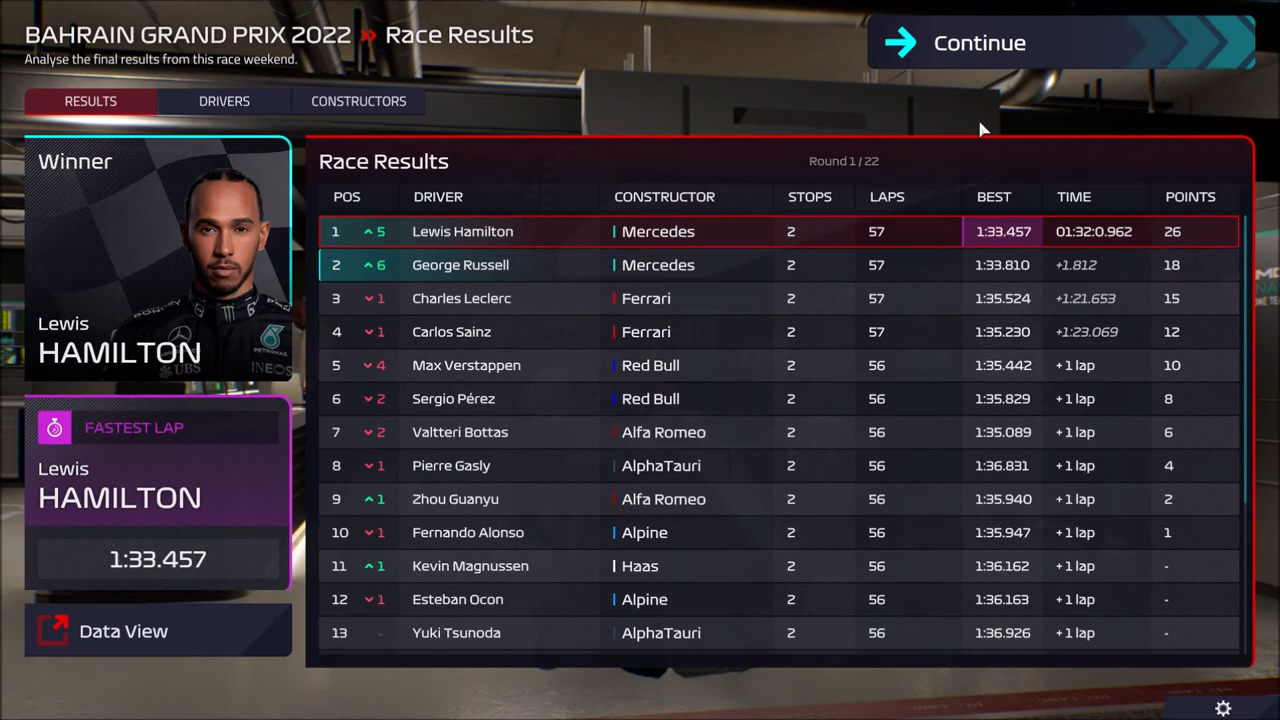 BAHRAIN GRAND PRIX 2022 » Race Results
Analyse the final results from this race weekend.
Continue
RESULTS DRIVERS CONSTRUCTORS
Winner
Lewis
HAMILTON
PETRONAS
UBS
INEOS
FASTEST LAP
Lewis
HAMILTON
1:33.457
Data View
Race Results Round 1 / 22
POS DRIVER CONSTRUCTOR STOPS LAPS BEST TIME POINTS
1 5 Lewis Hamilton Mercedes 2 57 1:33.457 01:32:0.962 26
2 6 George Russell Mercedes 2 57 1:33.810 +1.812 18
3 1 Charles Leclerc Ferrari 2 57 1:35.524 +1:21.653 15
4 1 Carlos Sainz Ferrari 2 57 1:35.230 +1:23.069 12
5 4 Max Verstappen Red Bull 2 56 1:35.442 +1 lap 10
6 2 Sergio Pérez Red Bull 2 56 1:35.829 +1 lap 8
7 2 Valtteri Bottas Alfa Romeo 2 56 1:35.089 +1 lap 6
8 1 Pierre Gasly AlphaTauri 2 56 1:36.831 +1 lap 4
9 1 Zhou Guanyu Alfa Romeo 2 56 1:35.940 +1 lap 2
10 1 Fernando Alonso Alpine 2 56 1:35.947 +1 lap 1
11 1 Kevin Magnussen Haas 2 56 1:36.162 +1 lap -
12 1 Esteban Ocon Alpine 2 56 1:36.163 +1 lap -
13 - Yuki Tsunoda AlphaTauri 2 56 1:36.926 +1 lap -